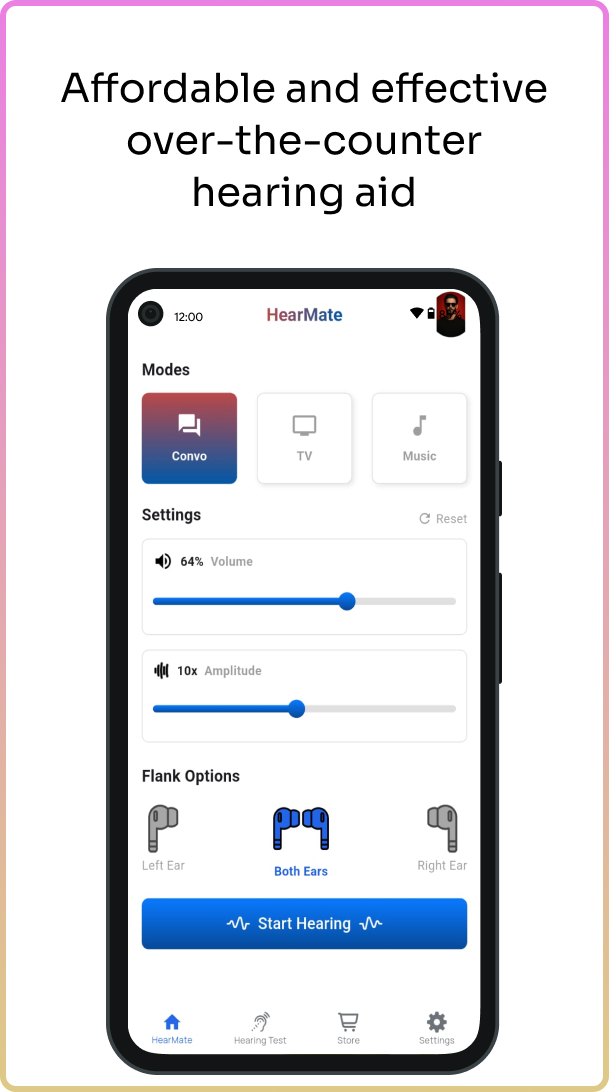 Affordable and effective
over-the-counter
hearing aid
12:00
HearMate
Modes
Convo
TV
Music
Settings
Reset
64% Volume
10x Amplitude
Flank Options
Left Ear
Both Ears
Right Ear
Start Hearing
HearMate
Hearing Test
Store
Settings